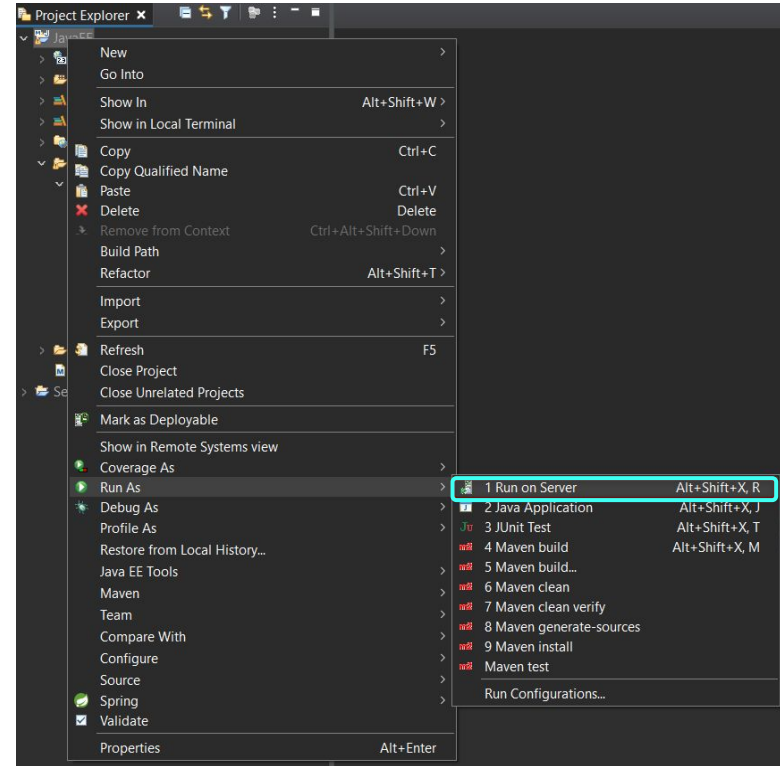 Project Explorer
JavaEE
New
Go Into
Show In Alt+Shift+W
Show in Local Terminal
Copy Ctrl+C
Copy Qualified Name
Paste Ctrl+V
Delete Delete
Remove from Context Ctrl+Alt+Shift+Down
Build Path
Refactor Alt+Shift+T
Import
Export
Refresh F5
Close Project
Se
Close Unrelated Projects
Mark as Deployable
Show in Remote Systems view
Coverage As
Run As
1 Run on Server Alt+Shift+X, R
Debug As
2 Java Application Alt+Shift+X, J
Profile As
3 JUnit Test Alt+Shift+X, T
Restore from Local History...
4 Maven build Alt+Shift+X, M
Java EE Tools
5 Maven build...
Maven
6 Maven clean
Team
7 Maven clean verify
Compare With
8 Maven generate-sources
Configure
9 Maven install
Source
Maven test
Spring
Run Configurations...
Validate
Properties Alt+Enter